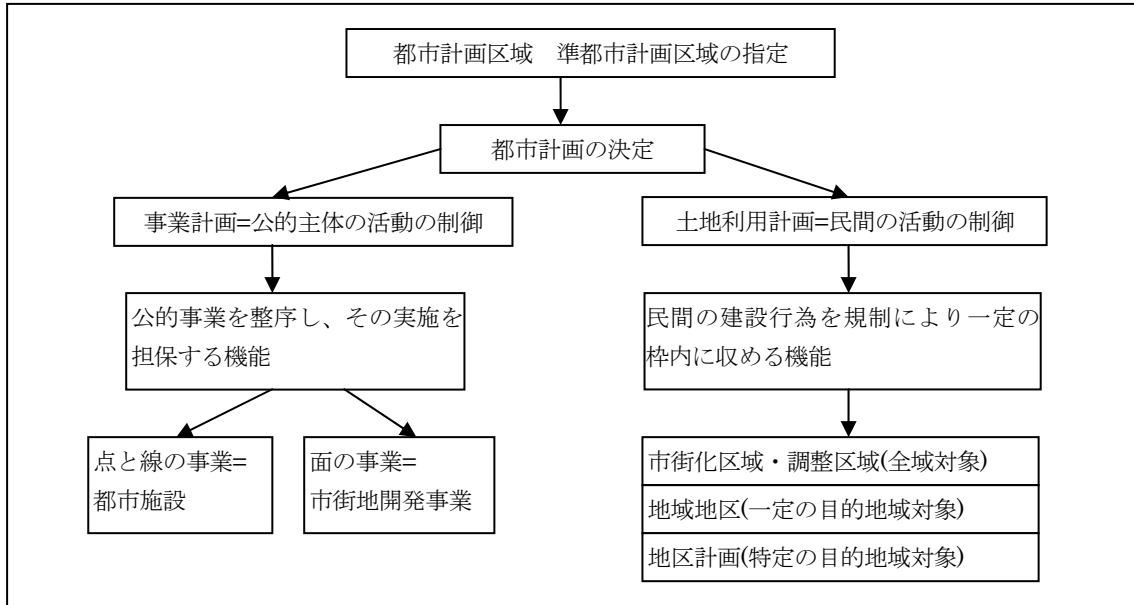 都市計画区域　準都市計画区域の指定
都市計画の決定
事業計画=公的主体の活動の制御
土地利用計画=民間の活動の制御
公的事業を整序し、その実施を
担保する機能
民間の建設行為を規制により一定の
枠内に収める機能
点と線の事業=
都市施設
面の事業=
市街地開発事業
市街化区域・調整区域(全域対象)
地域地区(一定の目的地域対象)
地区計画(特定の目的地域対象)